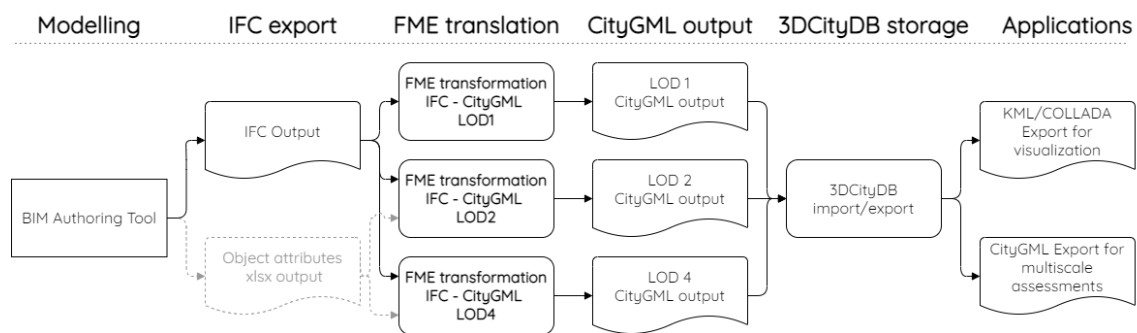 Modelling
IFC export
FME translation
CityGML output
3DCityDB storage
Applications
BIM Authoring Tool
IFC Output
Object attributes
xlsx output
FME transformation
IFC - CityGML
LOD1
FME transformation
IFC - CityGML
LOD2
FME transformation
IFC - CityGML
LOD4
LOD 1
CityGML output
LOD 2
CityGML output
LOD 4
CityGML output
3DCityDB
import/export
KML/COLLADA
Export for
visualization
CityGML Export for
multiscale
assessments